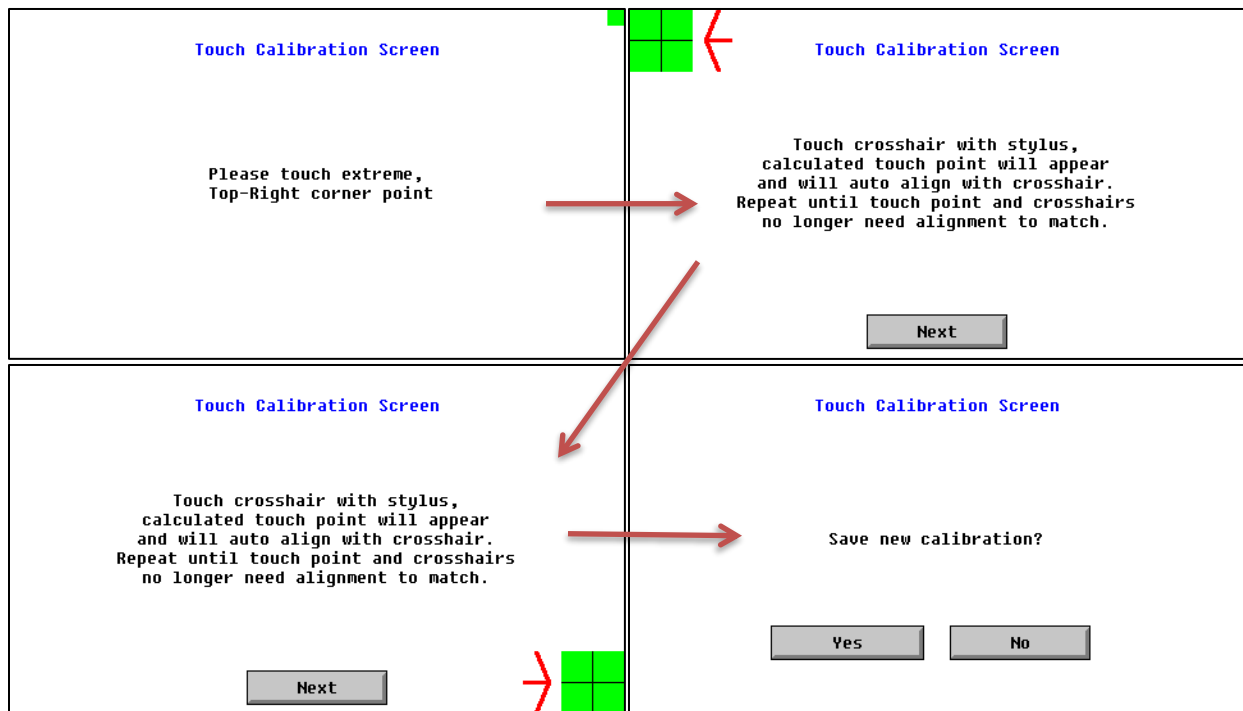 Touch Calibration Screen
Please touch extreme,
Top-Right corner point
Touch Calibration Screen
Touch crosshair with stylus,
calculated touch point will appear
and will auto align with crosshair.
Repeat until touch point and crosshairs
no longer need alignment to match.
Next
Touch Calibration Screen
Touch crosshair with stylus,
calculated touch point will appear
and will auto align with crosshair.
Repeat until touch point and crosshairs
no longer need alignment to match.
Next
Touch Calibration Screen
Save new calibration?
Yes
No